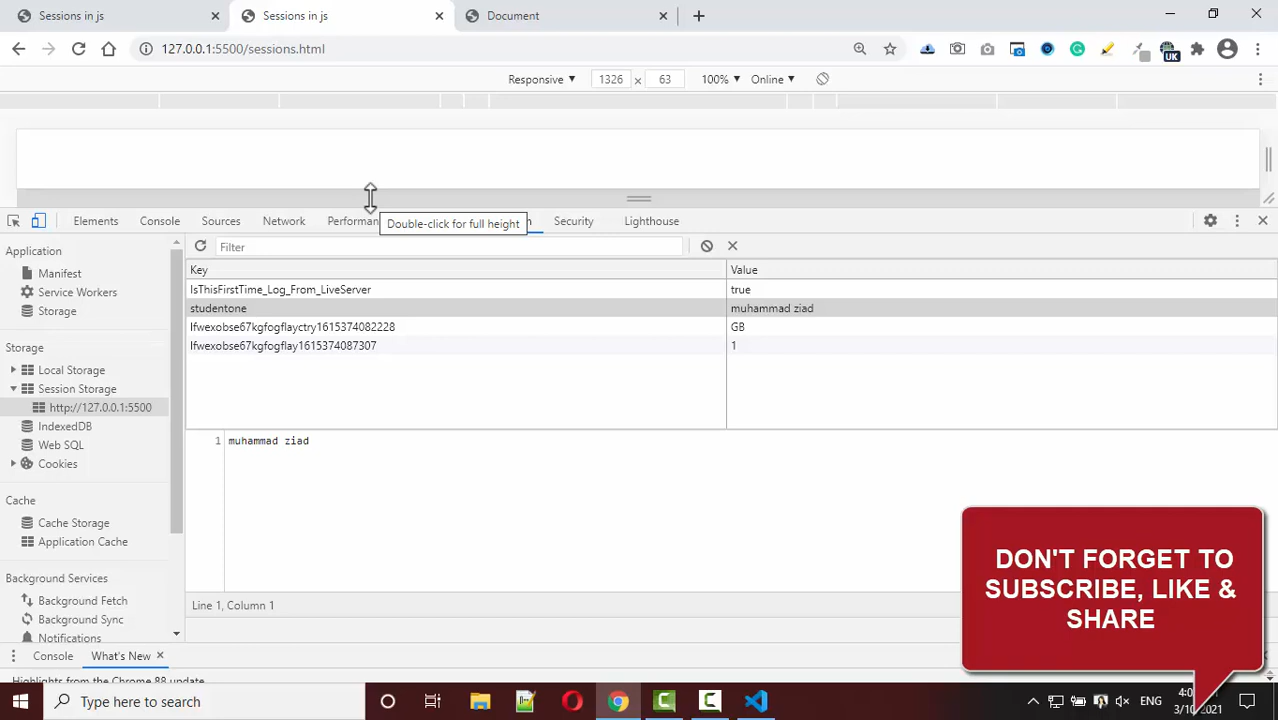 Sessions in js
Sessions in js
Document
127.0.0.1:5500/sessions.html
UK
Responsive
1326 x 63
100%
Online
Elements
Console
Sources
Network
Performan
Security
Lighthouse
Double-click for full height
Application
Manifest
Service Workers
Storage
Storage
Local Storage
Session Storage
http://127.0.0.1:5500
IndexedDB
Web SQL
Cookies
Cache
Cache Storage
Application Cache
Background Services
Background Fetch
Background Sync
Notifications
Filter
Key Value
IsThisFirstTime_Log_From_LiveServer true
studentone muhammad ziad
lfwexobse67kgfogflayctry1615374082228 GB
lfwexobse67kgfogflay1615374087307 1
1 muhammad ziad
Line 1, Column 1
Console
What's New
Highlights from the Chrome 88 update
DON'T FORGET TO
SUBSCRIBE, LIKE &
SHARE
Type here to search
ENG